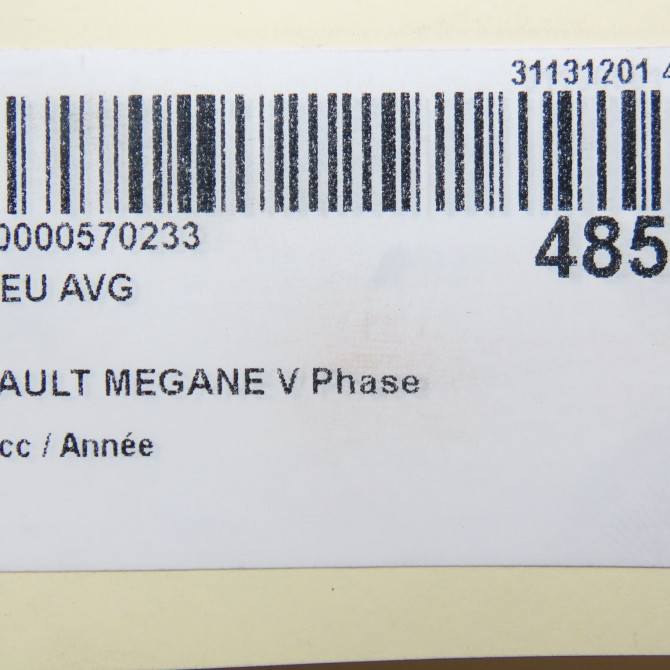 31131201 4
0000570233
485
EU AVG
AULT MEGANE V Phase
cc / Année